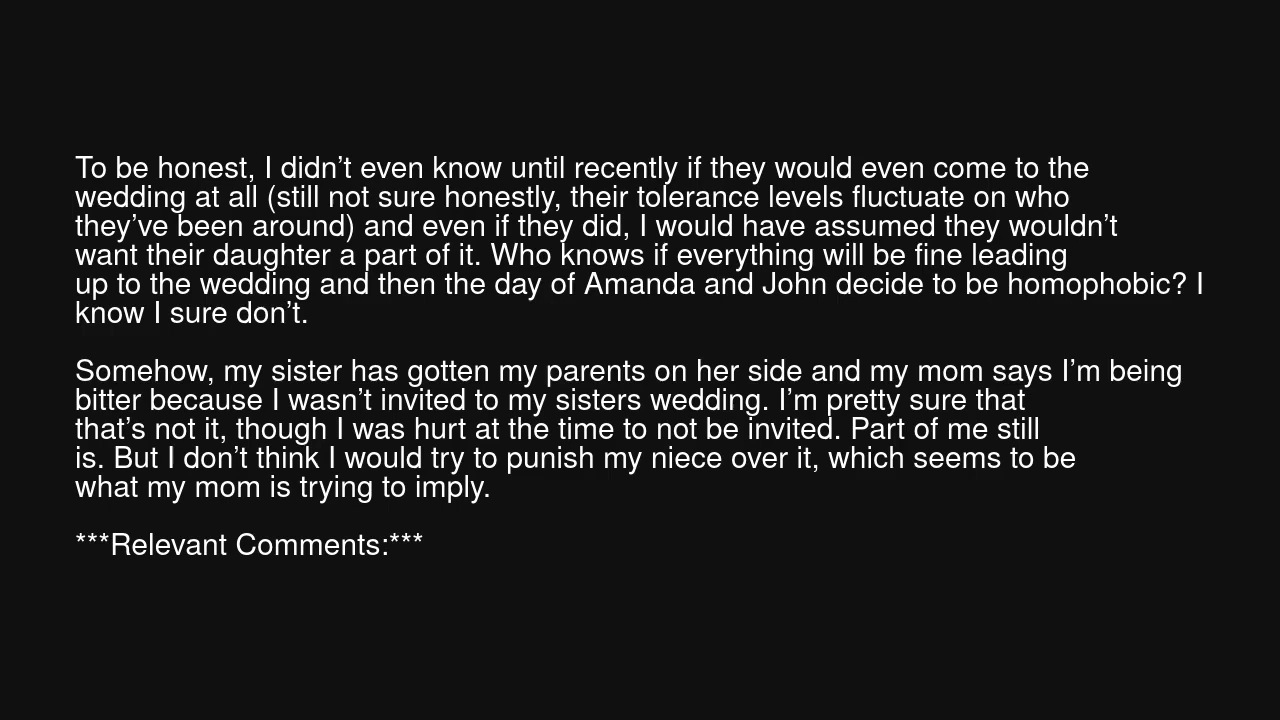 To be honest, I didn’t even know until recently if they would even come to the
wedding at all (still not sure honestly, their tolerance levels fluctuate on who
they’ve been around) and even if they did, I would have assumed they wouldn’t
want their daughter a part of it. Who knows if everything will be fine leading
up to the wedding and then the day of Amanda and John decide to be homophobic? I
know I sure don’t.
Somehow, my sister has gotten my parents on her side and my mom says I’m being
bitter because I wasn’t invited to my sisters wedding. I’m pretty sure that
that’s not it, though I was hurt at the time to not be invited. Part of me still
is. But I don’t think I would try to punish my niece over it, which seems to be
what my mom is trying to imply.
***Relevant Comments:***